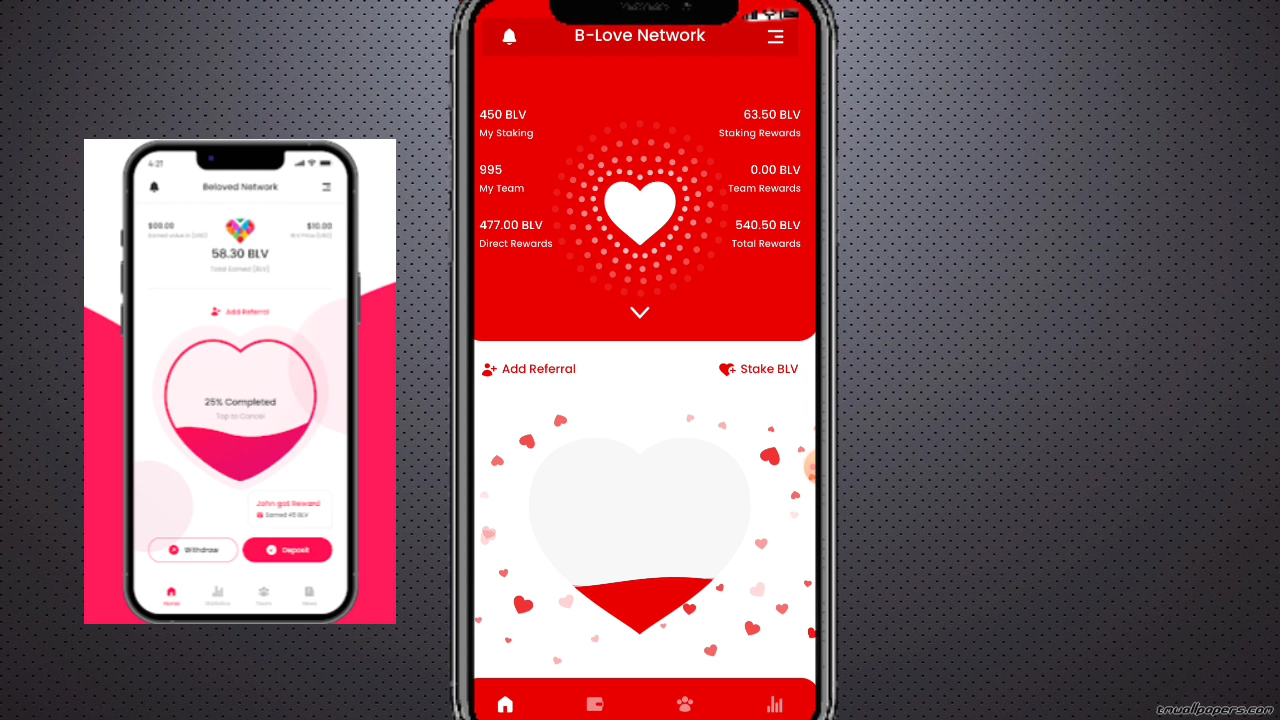 4:21
Beloved Network
$00.00
$10.00
58.30 BLV
Total Earned (BLV)
Add Referral
25% Completed
Tap to Cancel
John got Reward
Earned 45 BLV
Withdraw
Deposit
Home
Statistics
Team
News
B-Love Network
450 BLV
My Staking
63.50 BLV
Staking Rewards
995
My Team
0.00 BLV
Team Rewards
477.00 BLV
Direct Rewards
540.50 BLV
Total Rewards
Add Referral
Stake BLV
tnwallpapers.com